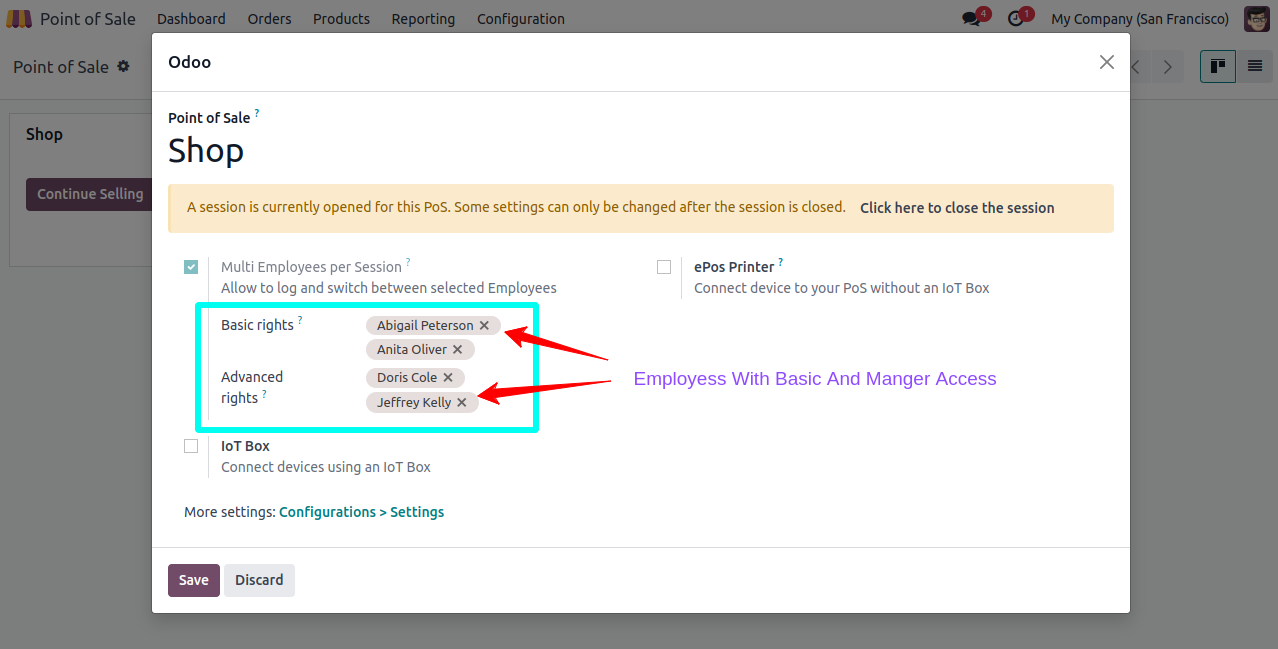 Point of Sale Dashboard Orders Products Reporting Configuration 4 1 My Company (San Francisco)
Point of Sale
Odoo
Point of Sale ?
Shop
Shop
Continue Selling
A session is currently opened for this PoS. Some settings can only be changed after the session is closed. Click here to close the session
Multi Employees per Session ?
Allow to log and switch between selected Employees
ePos Printer ?
Connect device to your PoS without an IoT Box
Basic rights ?
Abigail Peterson
Anita Oliver
Advanced
rights ?
Doris Cole
Jeffrey Kelly
Employess With Basic And Manger Access
IoT Box
Connect devices using an IoT Box
More settings: Configurations > Settings
Save Discard